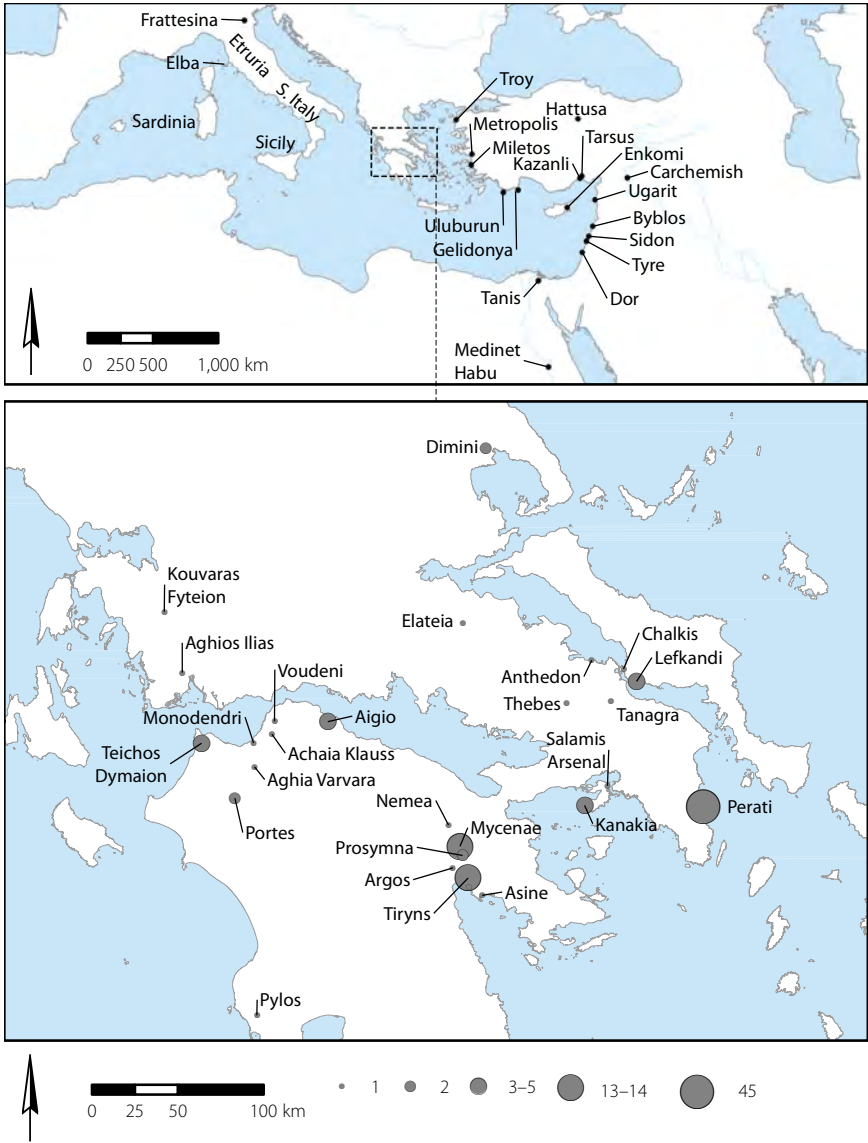 Frattesina
Elba
Etruria
S. Italy
Sardinia
Sicily
Troy
Hattusa
Metropolis
Tarsus
Miletos
Enkomi
Kazanli
Carchemish
Ugarit
Uluburun
Byblos
Gelidonya
Sidon
Tyre
Tanis
Dor
0 250 500 1,000 km
Medinet
Habu
Dimini
Kouvaras
Fyteion
Elateia
Aghios Ilias
Chalkis
Voudeni
Anthedon
Lefkandi
Monodendri
Aigio
Thebes
Tanagra
Teichos
Dymaion
Achaia Klauss
Salamis
Arsenal
Aghia Varvara
Nemea
Perati
Portes
Mycenae
Kanakia
Prosymna
Argos
Asine
Tiryns
Pylos
0 25 50 100 km
1 2 3–5 13–14 45